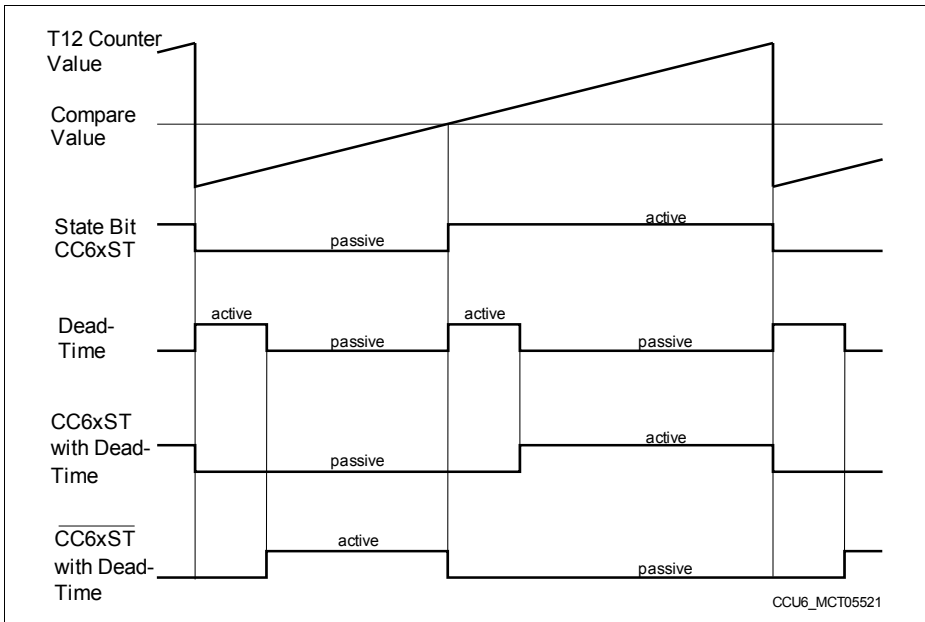 T12 Counter
Value
Compare
Value
State Bit
CC6xST
active
passive
Dead-
Time
active
active
passive
passive
CC6xST
with Dead-
Time
active
passive
CC6xST
with Dead-
Time
active
passive
CCU6_MCT05521